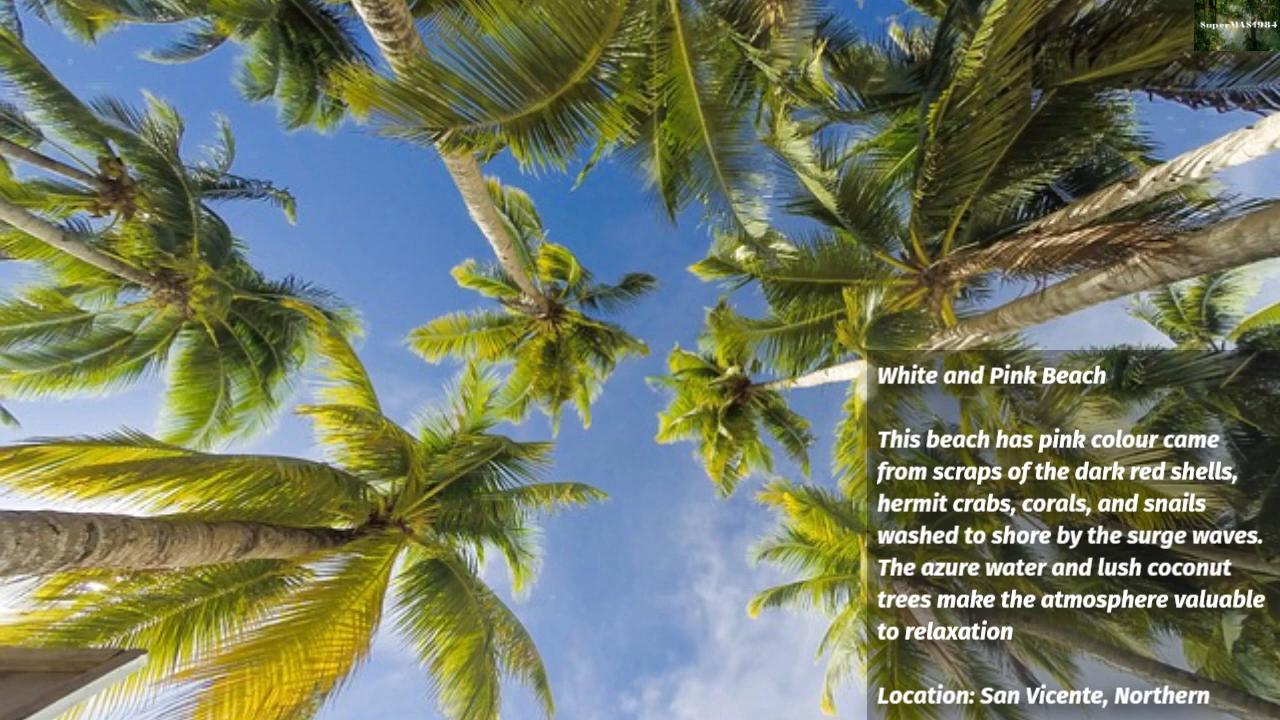 SuperMAS1984
White and Pink Beach
This beach has pink colour came
from scraps of the dark red shells,
hermit crabs, corals, and snails
washed to shore by the surge waves.
The azure water and lush coconut
trees make the atmosphere valuable
to relaxation
Location: San Vicente, Northern